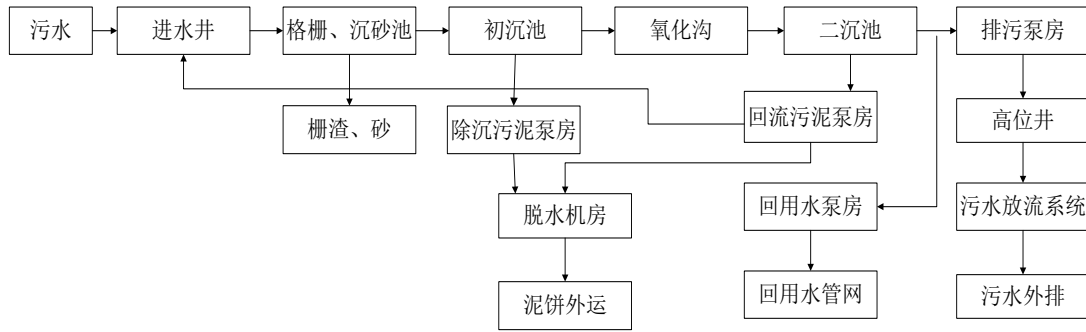 污水
进水井
格栅、沉砂池
初沉池
氧化沟
二沉池
排污泵房
栅渣、砂
除沉污泥泵房
回流污泥泵房
高位井
脱水机房
回用水泵房
污水放流系统
泥饼外运
回用水管网
污水外排